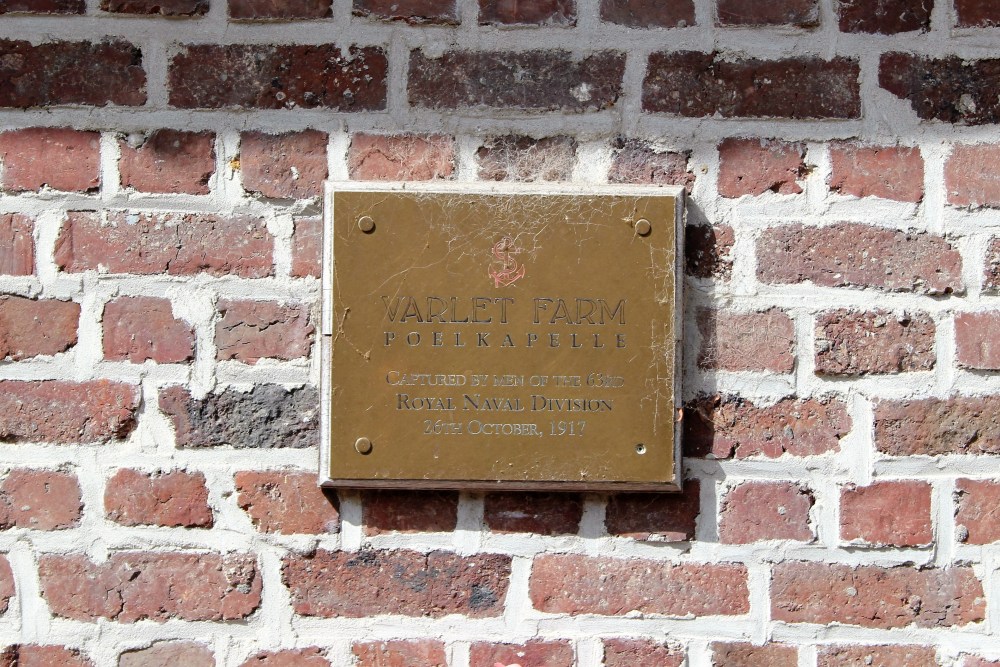 VARLET FARM
POELKAPELLE
CAPTURED BY MEN OF THE 63RD
ROYAL NAVAL DIVISION
26TH OCTOBER, 1917